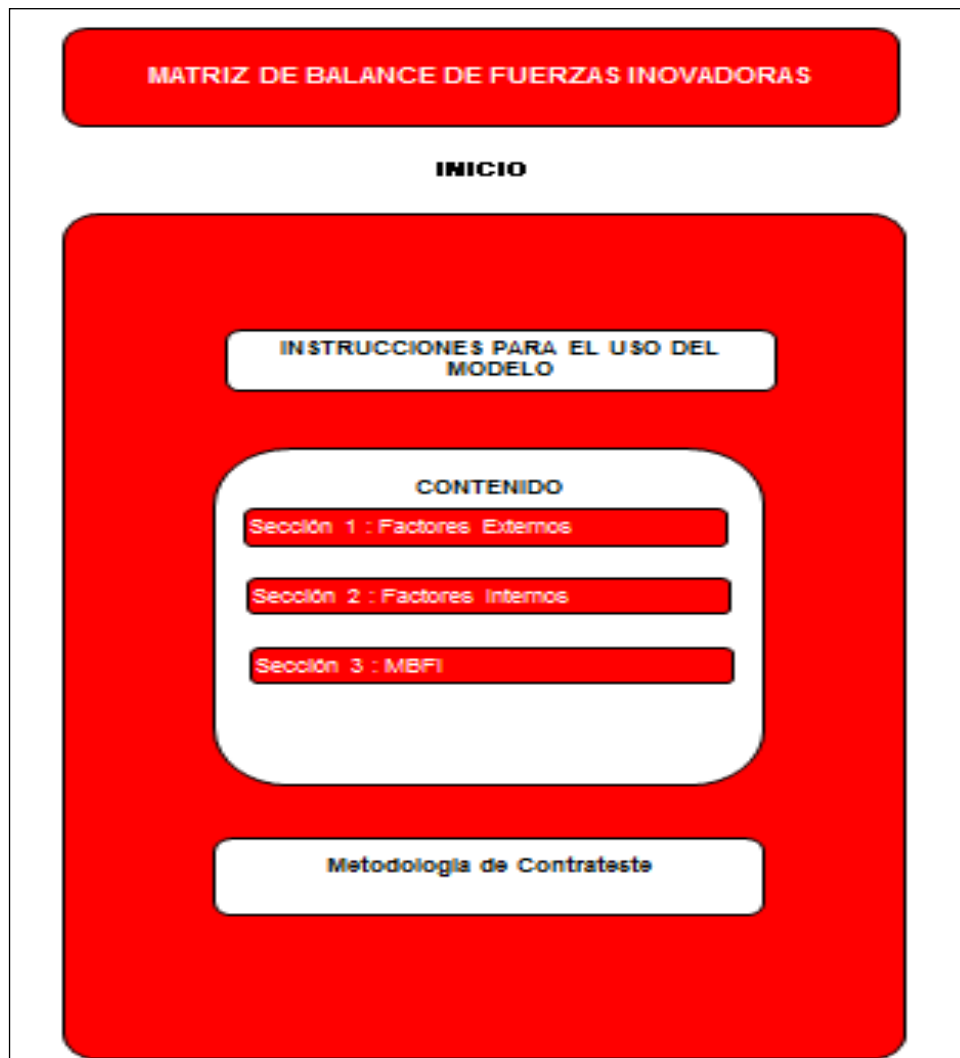 MATRIZ DE BALANCE DE FUERZAS INOVADORAS
INICIO
INSTRUCCIONES PARA EL USO DEL
MODELO
CONTENIDO
Sección 1 : Factores Externos
Sección 2 : Factores Internos
Sección 3 : MBFI
Metodología de Contrateste